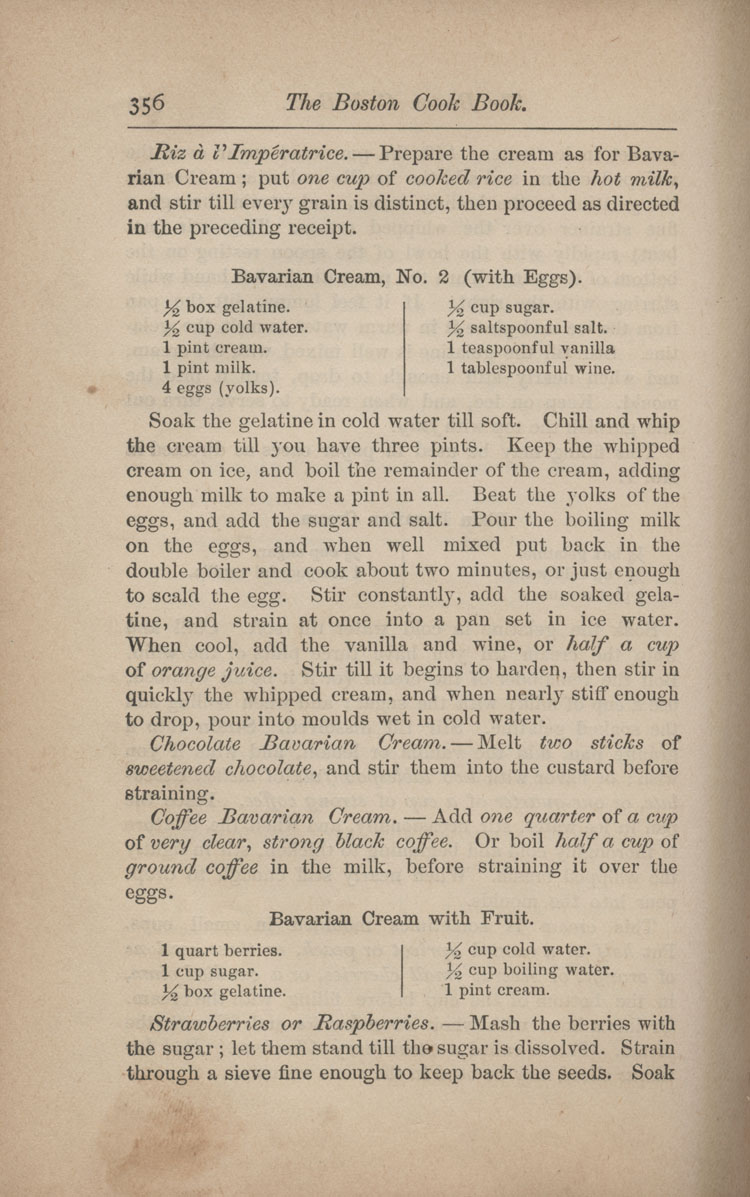 356 The Boston Cook Book.
Riz à l'Impératrice. — Prepare the cream as for Bava-
rian Cream; put one cup of cooked rice in the hot milk,
and stir till every grain is distinct, then proceed as directed
in the preceding receipt.
Bavarian Cream, No. 2 (with Eggs).
½ box gelatine.
½ cup cold water.
1 pint cream.
1 pint milk.
4 eggs (yolks).
½ cup sugar.
½ saltspoonful salt.
1 teaspoonful vanilla
1 tablespoonful wine.
Soak the gelatine in cold water till soft. Chill and whip
the cream till you have three pints. Keep the whipped
cream on ice, and boil the remainder of the cream, adding
enough milk to make a pint in all. Beat the yolks of the
eggs, and add the sugar and salt. Pour the boiling milk
on the eggs, and when well mixed put back in the
double boiler and cook about two minutes, or just enough
to scald the egg. Stir constantly, add the soaked gela-
tine, and strain at once into a pan set in ice water.
When cool, add the vanilla and wine, or half a cup
of orange juice. Stir till it begins to harden, then stir in
quickly the whipped cream, and when nearly stiff enough
to drop, pour into moulds wet in cold water.
Chocolate Bavarian Cream. — Melt two sticks of
sweetened chocolate, and stir them into the custard before
straining.
Coffee Bavarian Cream. — Add one quarter of a cup
of very clear, strong black coffee. Or boil half a cup of
ground coffee in the milk, before straining it over the
eggs.
Bavarian Cream with Fruit.
1 quart berries.
1 cup sugar.
½ box gelatine.
½ cup cold water.
½ cup boiling water.
1 pint cream.
Strawberries or Raspberries. — Mash the berries with
the sugar; let them stand till the sugar is dissolved. Strain
through a sieve fine enough to keep back the seeds. Soak